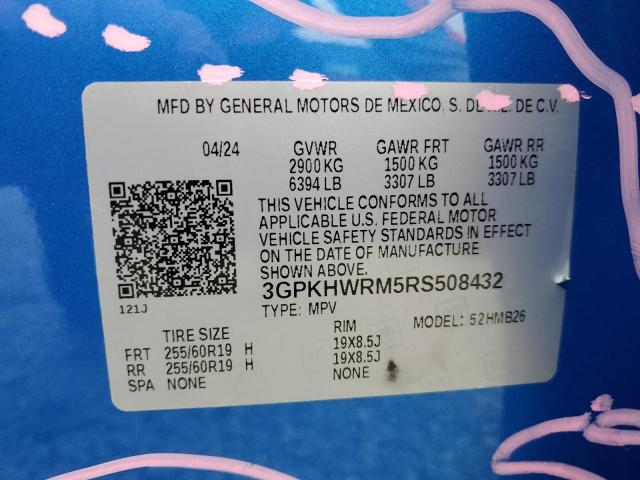 MFD BY GENERAL MOTORS DE MEXICO, S. DE R.L. DE C.V.
04/24 GVWR GAWR FRT GAWR RR
2900 KG 1500 KG 1500 KG
6394 LB 3307 LB 3307 LB
THIS VEHICLE CONFORMS TO ALL
APPLICABLE U.S. FEDERAL MOTOR
VEHICLE SAFETY STANDARDS IN EFFECT
ON THE DATE OF MANUFACTURE
SHOWN ABOVE.
3GPKHWRM5RS508432
121J TYPE: MPV MODEL: 52HMB26
TIRE SIZE RIM
FRT 255/60R19 H 19X8.5J
RR 255/60R19 H 19X8.5J
SPA NONE NONE